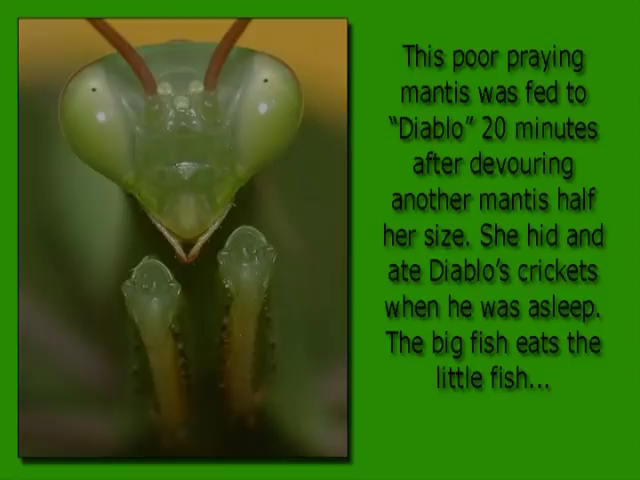 This poor praying
mantis was fed to
“Diablo” 20 minutes
after devouring
another mantis half
her size. She hid and
ate Diablo’s crickets
when he was asleep.
The big fish eats the
little fish...